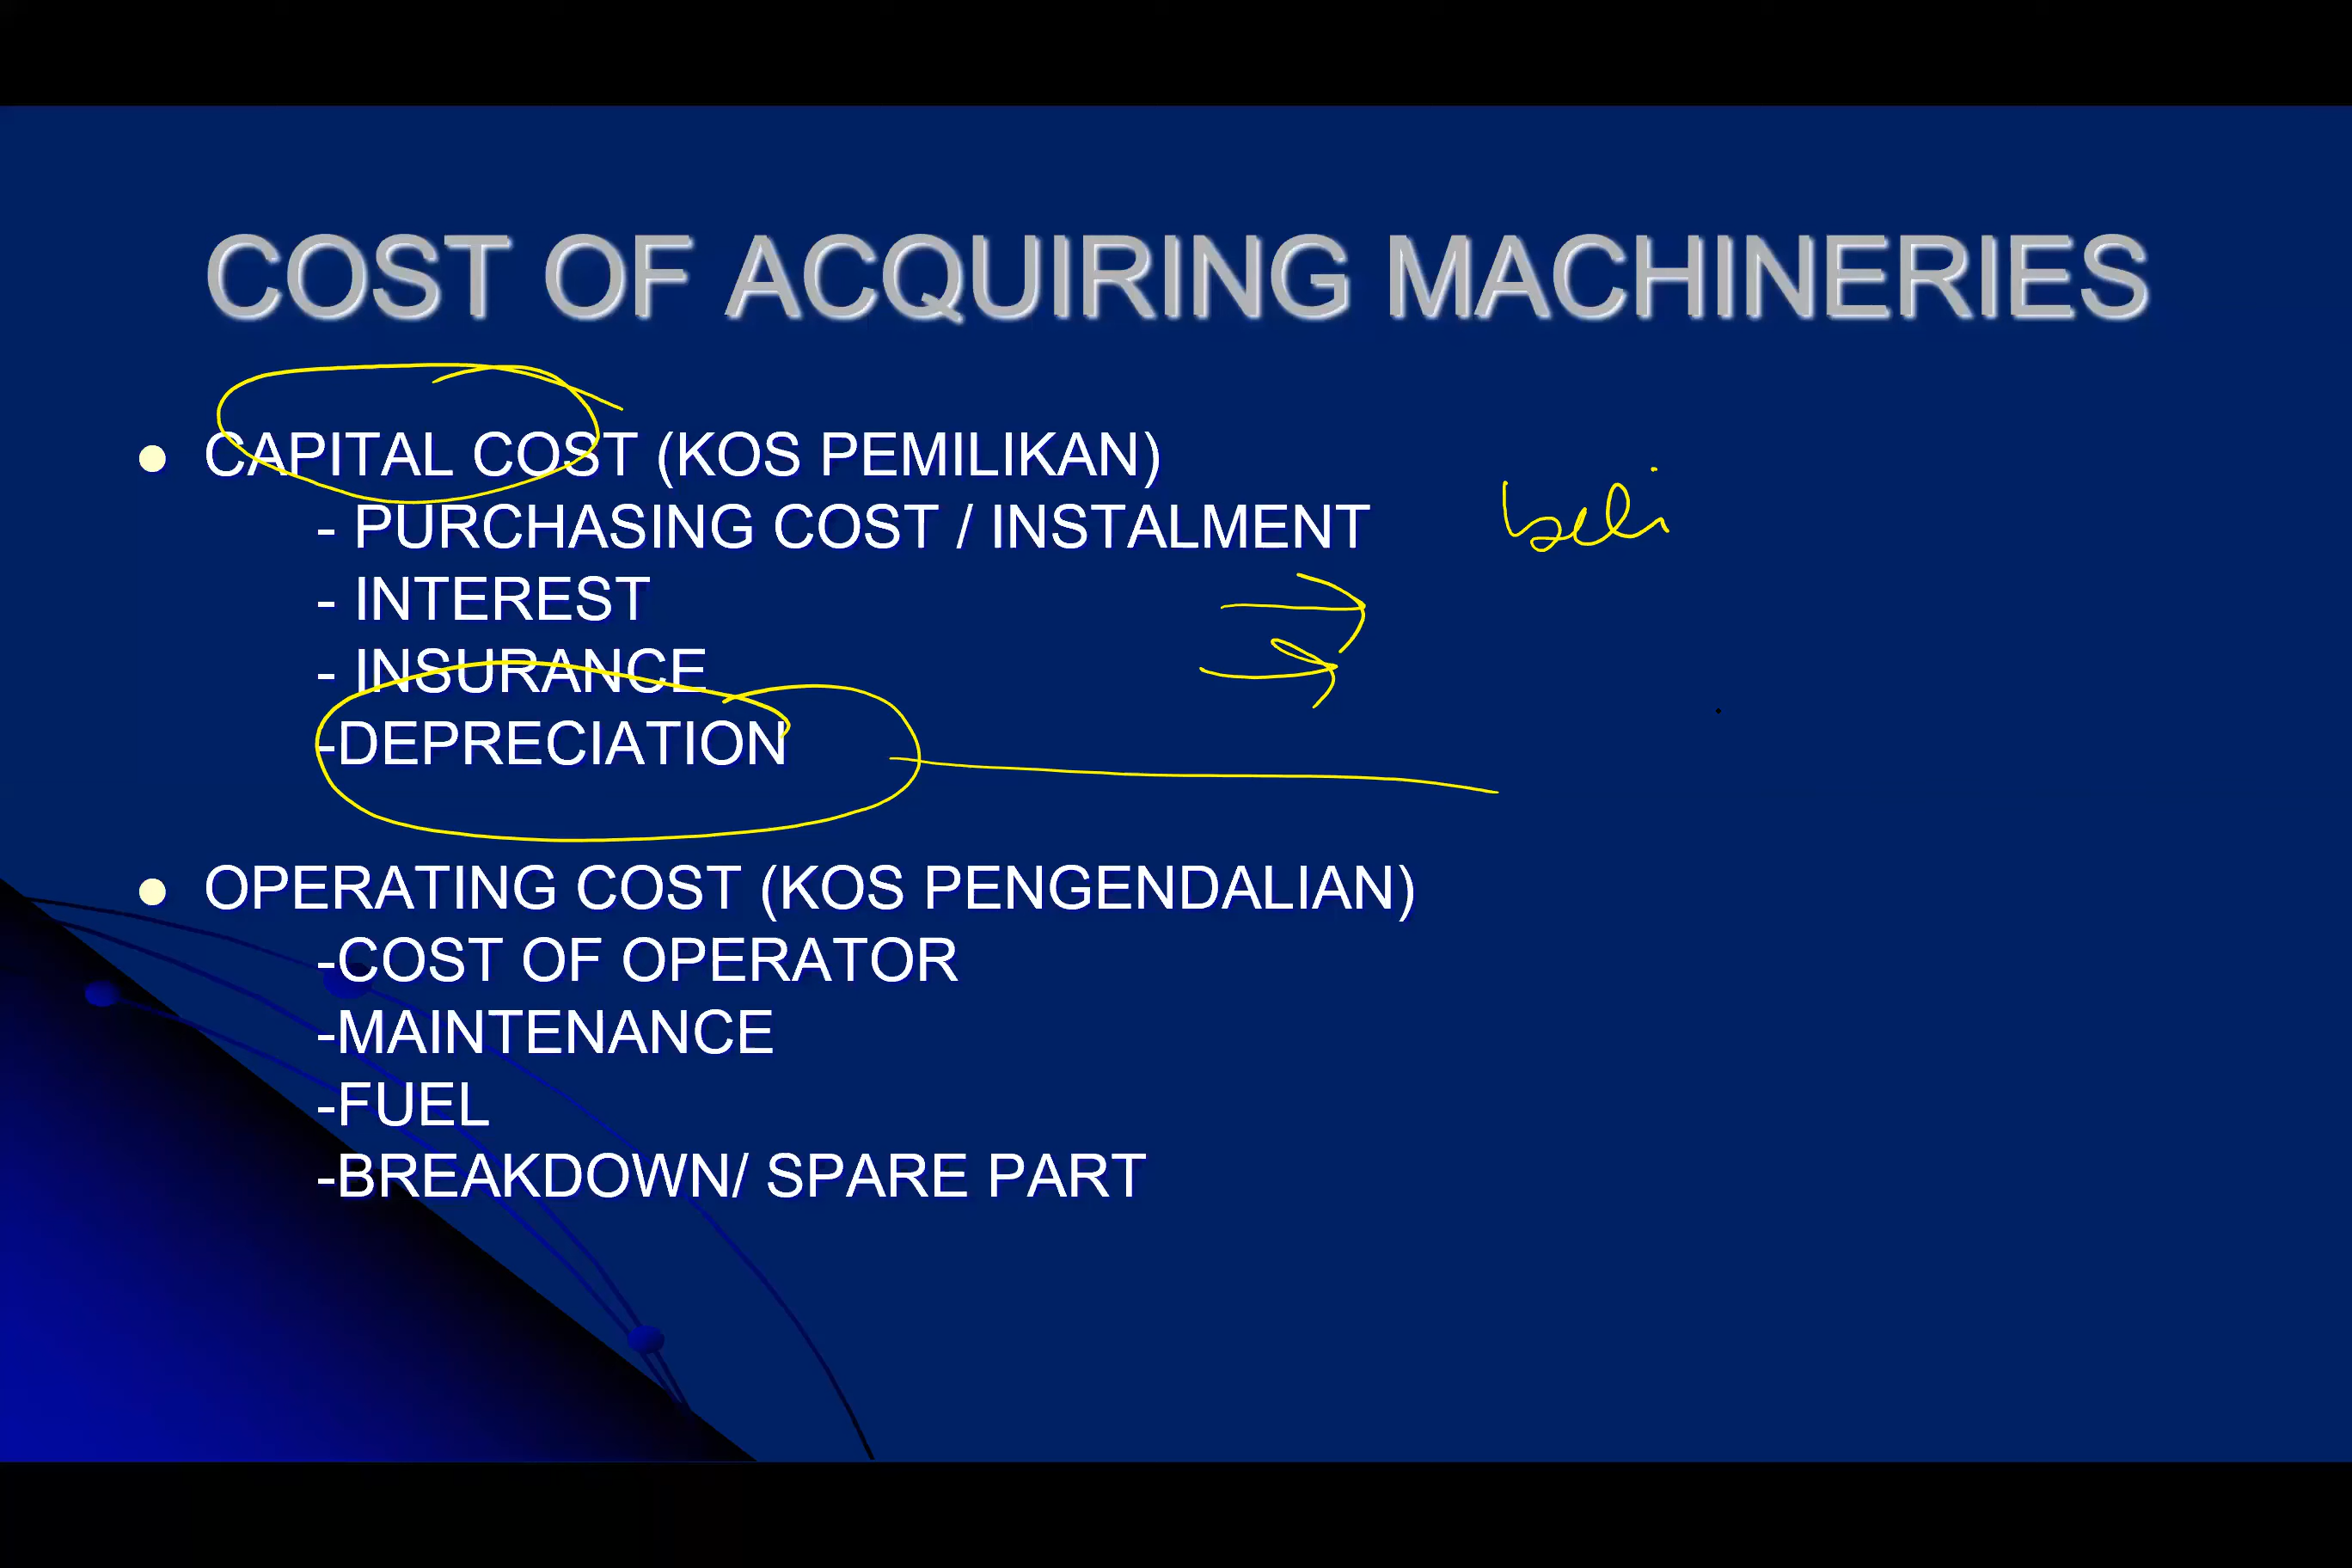 COST OF ACQUIRING MACHINERIES
CAPITAL COST (KOS PEMILIKAN)
- PURCHASING COST / INSTALMENT
beli
- INTEREST
- INSURANCE
-DEPRECIATION
OPERATING COST (KOS PENGENDALIAN)
-COST OF OPERATOR
-MAINTENANCE
-FUEL
-BREAKDOWN/ SPARE PART